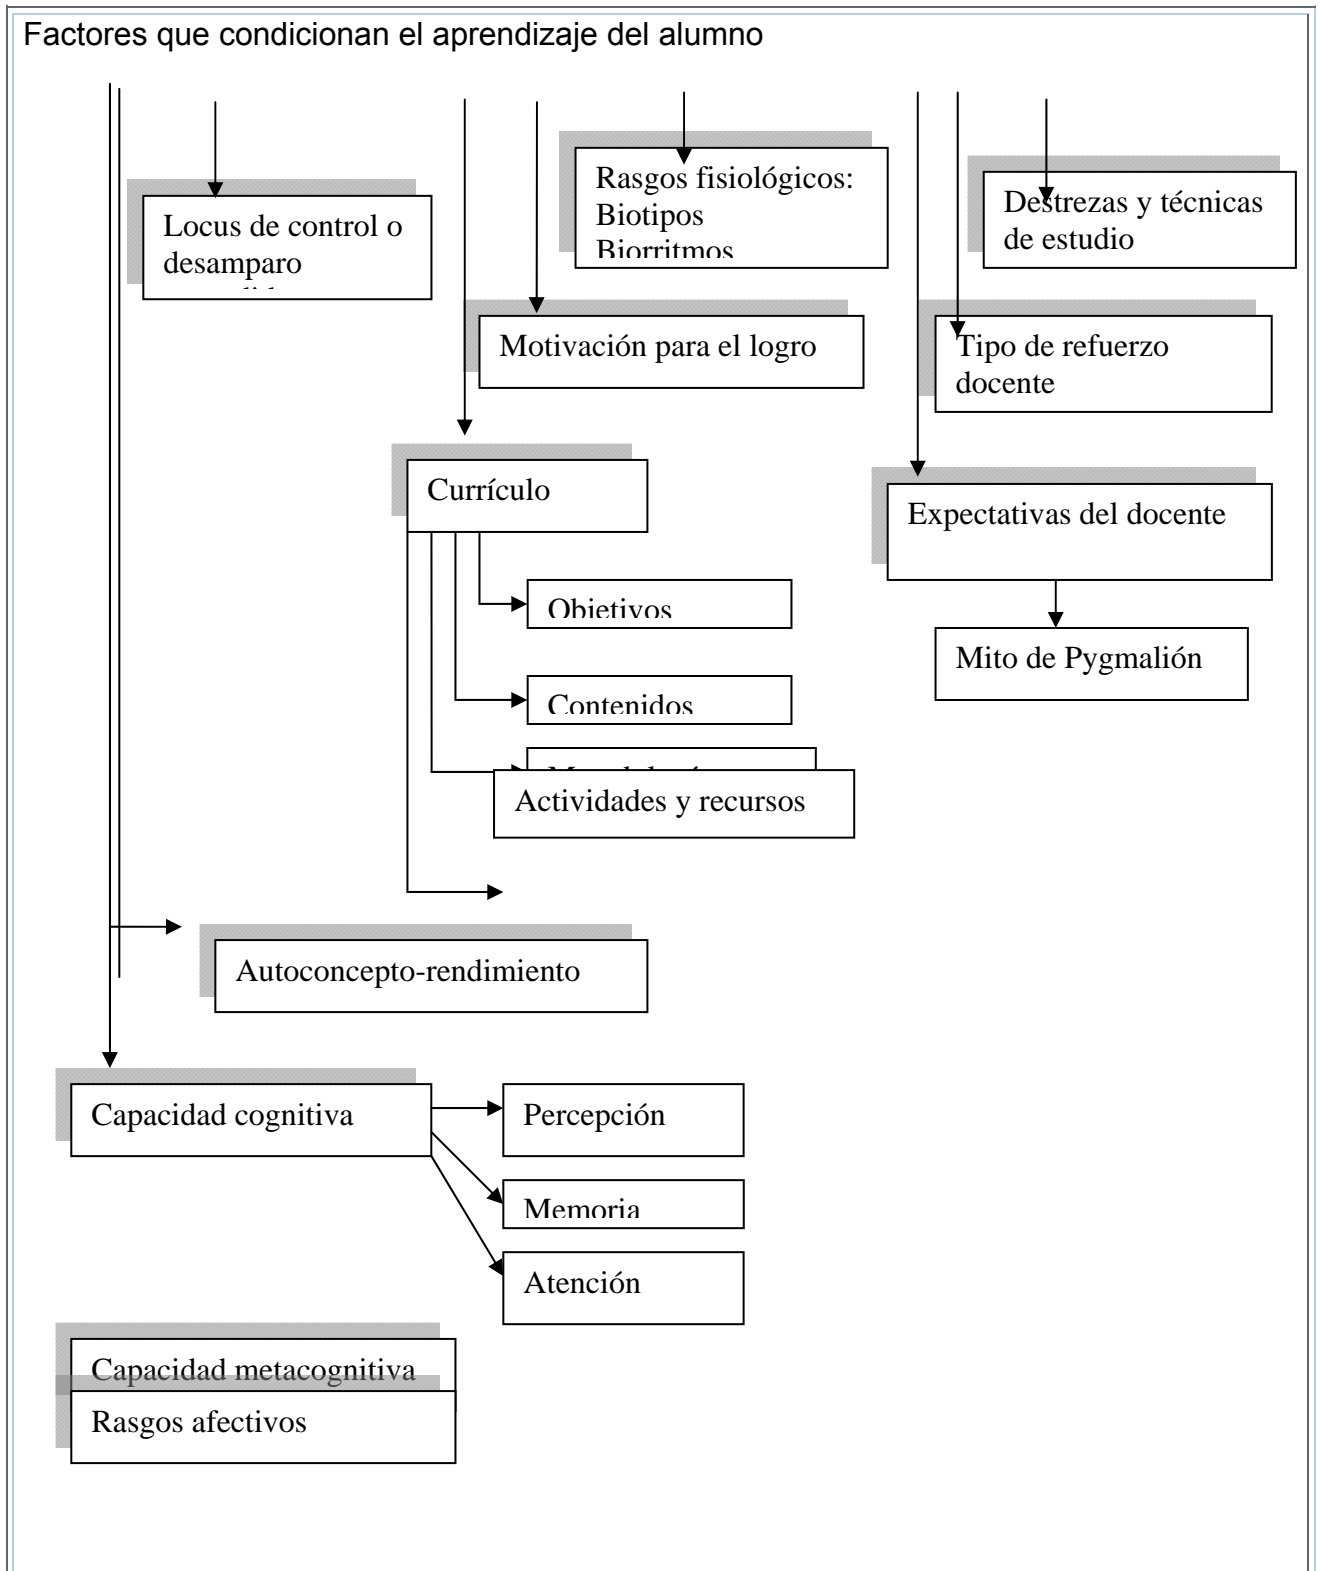 Factores que condicionan el aprendizaje del alumno
Rasgos fisiológicos:
Biotipos
Biorritmos
Destrezas y técnicas
de estudio
Locus de control o
desamparo
Motivación para el logro
Tipo de refuerzo
docente
Currículo
Expectativas del docente
Objetivos
Mito de Pygmalión
Contenidos
Actividades y recursos
Autoconcepto-rendimiento
Capacidad cognitiva
Percepción
Memoria
Atención
Capacidad metacognitiva
Rasgos afectivos